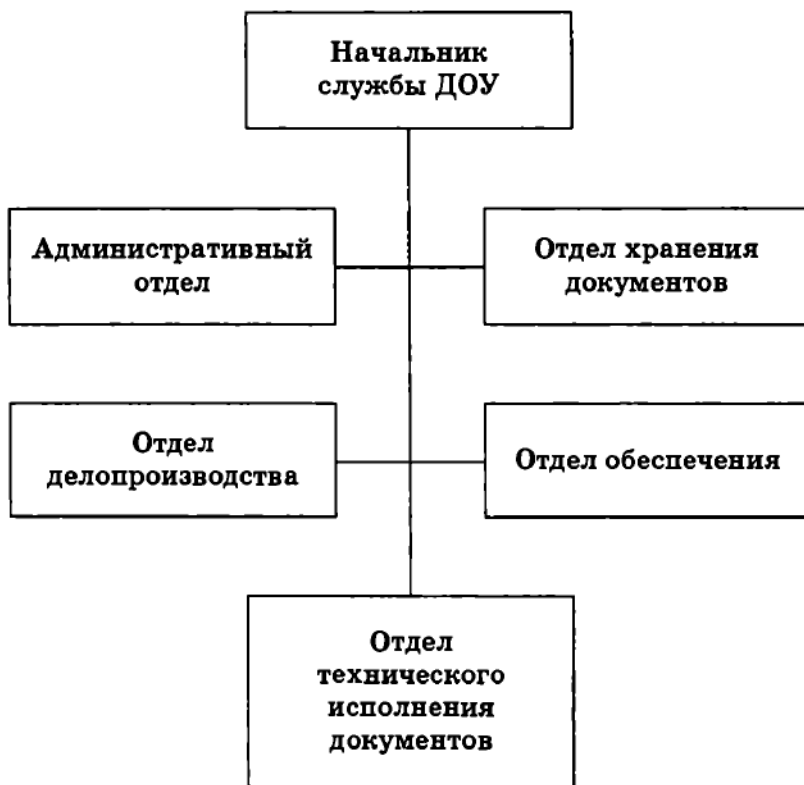 Начальник
службы ДОУ
Административный
отдел
Отдел хранения
документов
Отдел
делопроизводства
Отдел обеспечения
Отдел
технического
исполнения
документов